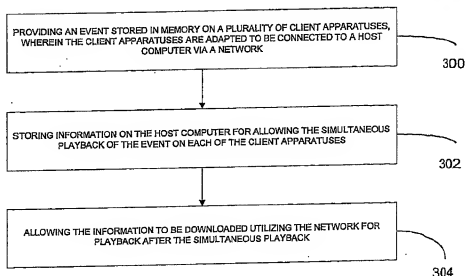 PROVIDING AN EVENT STORED IN MEMORY ON A PLURALITY OF CLIENT APPARATUSES,
WHEREIN THE CLIENT APPARATUSES ARE ADAPTED TO BE CONNECTED TO A HOST
COMPUTER VIA A NETWORK
300
STORING INFORMATION ON THE HOST COMPUTER FOR ALLOWING THE SIMULTANEOUS
PLAYBACK OF THE EVENT ON EACH OF THE CLIENT APPARATUSES
302
ALLOWING THE INFORMATION TO BE DOWNLOADED UTILIZING THE NETWORK FOR
PLAYBACK AFTER THE SIMULTANEOUS PLAYBACK
304